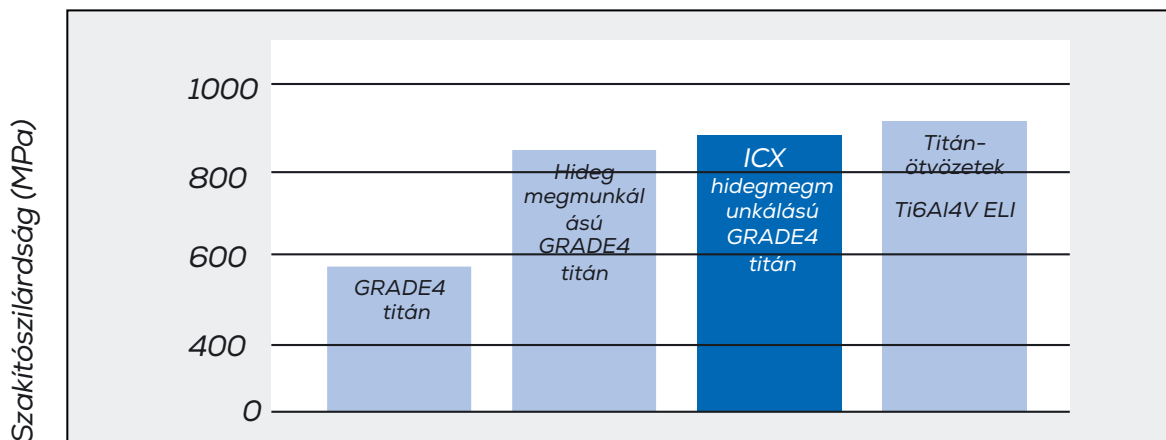 Szakítószilárdság (MPa)
1000
800
600
400
0
GRADE4
titán
Hideg
megmunkál
ású
GRADE4
titán
ICX
hidegmegm
unkálású
GRADE4
titán
Titán-
ötvözetek
Ti6AI4V ELI